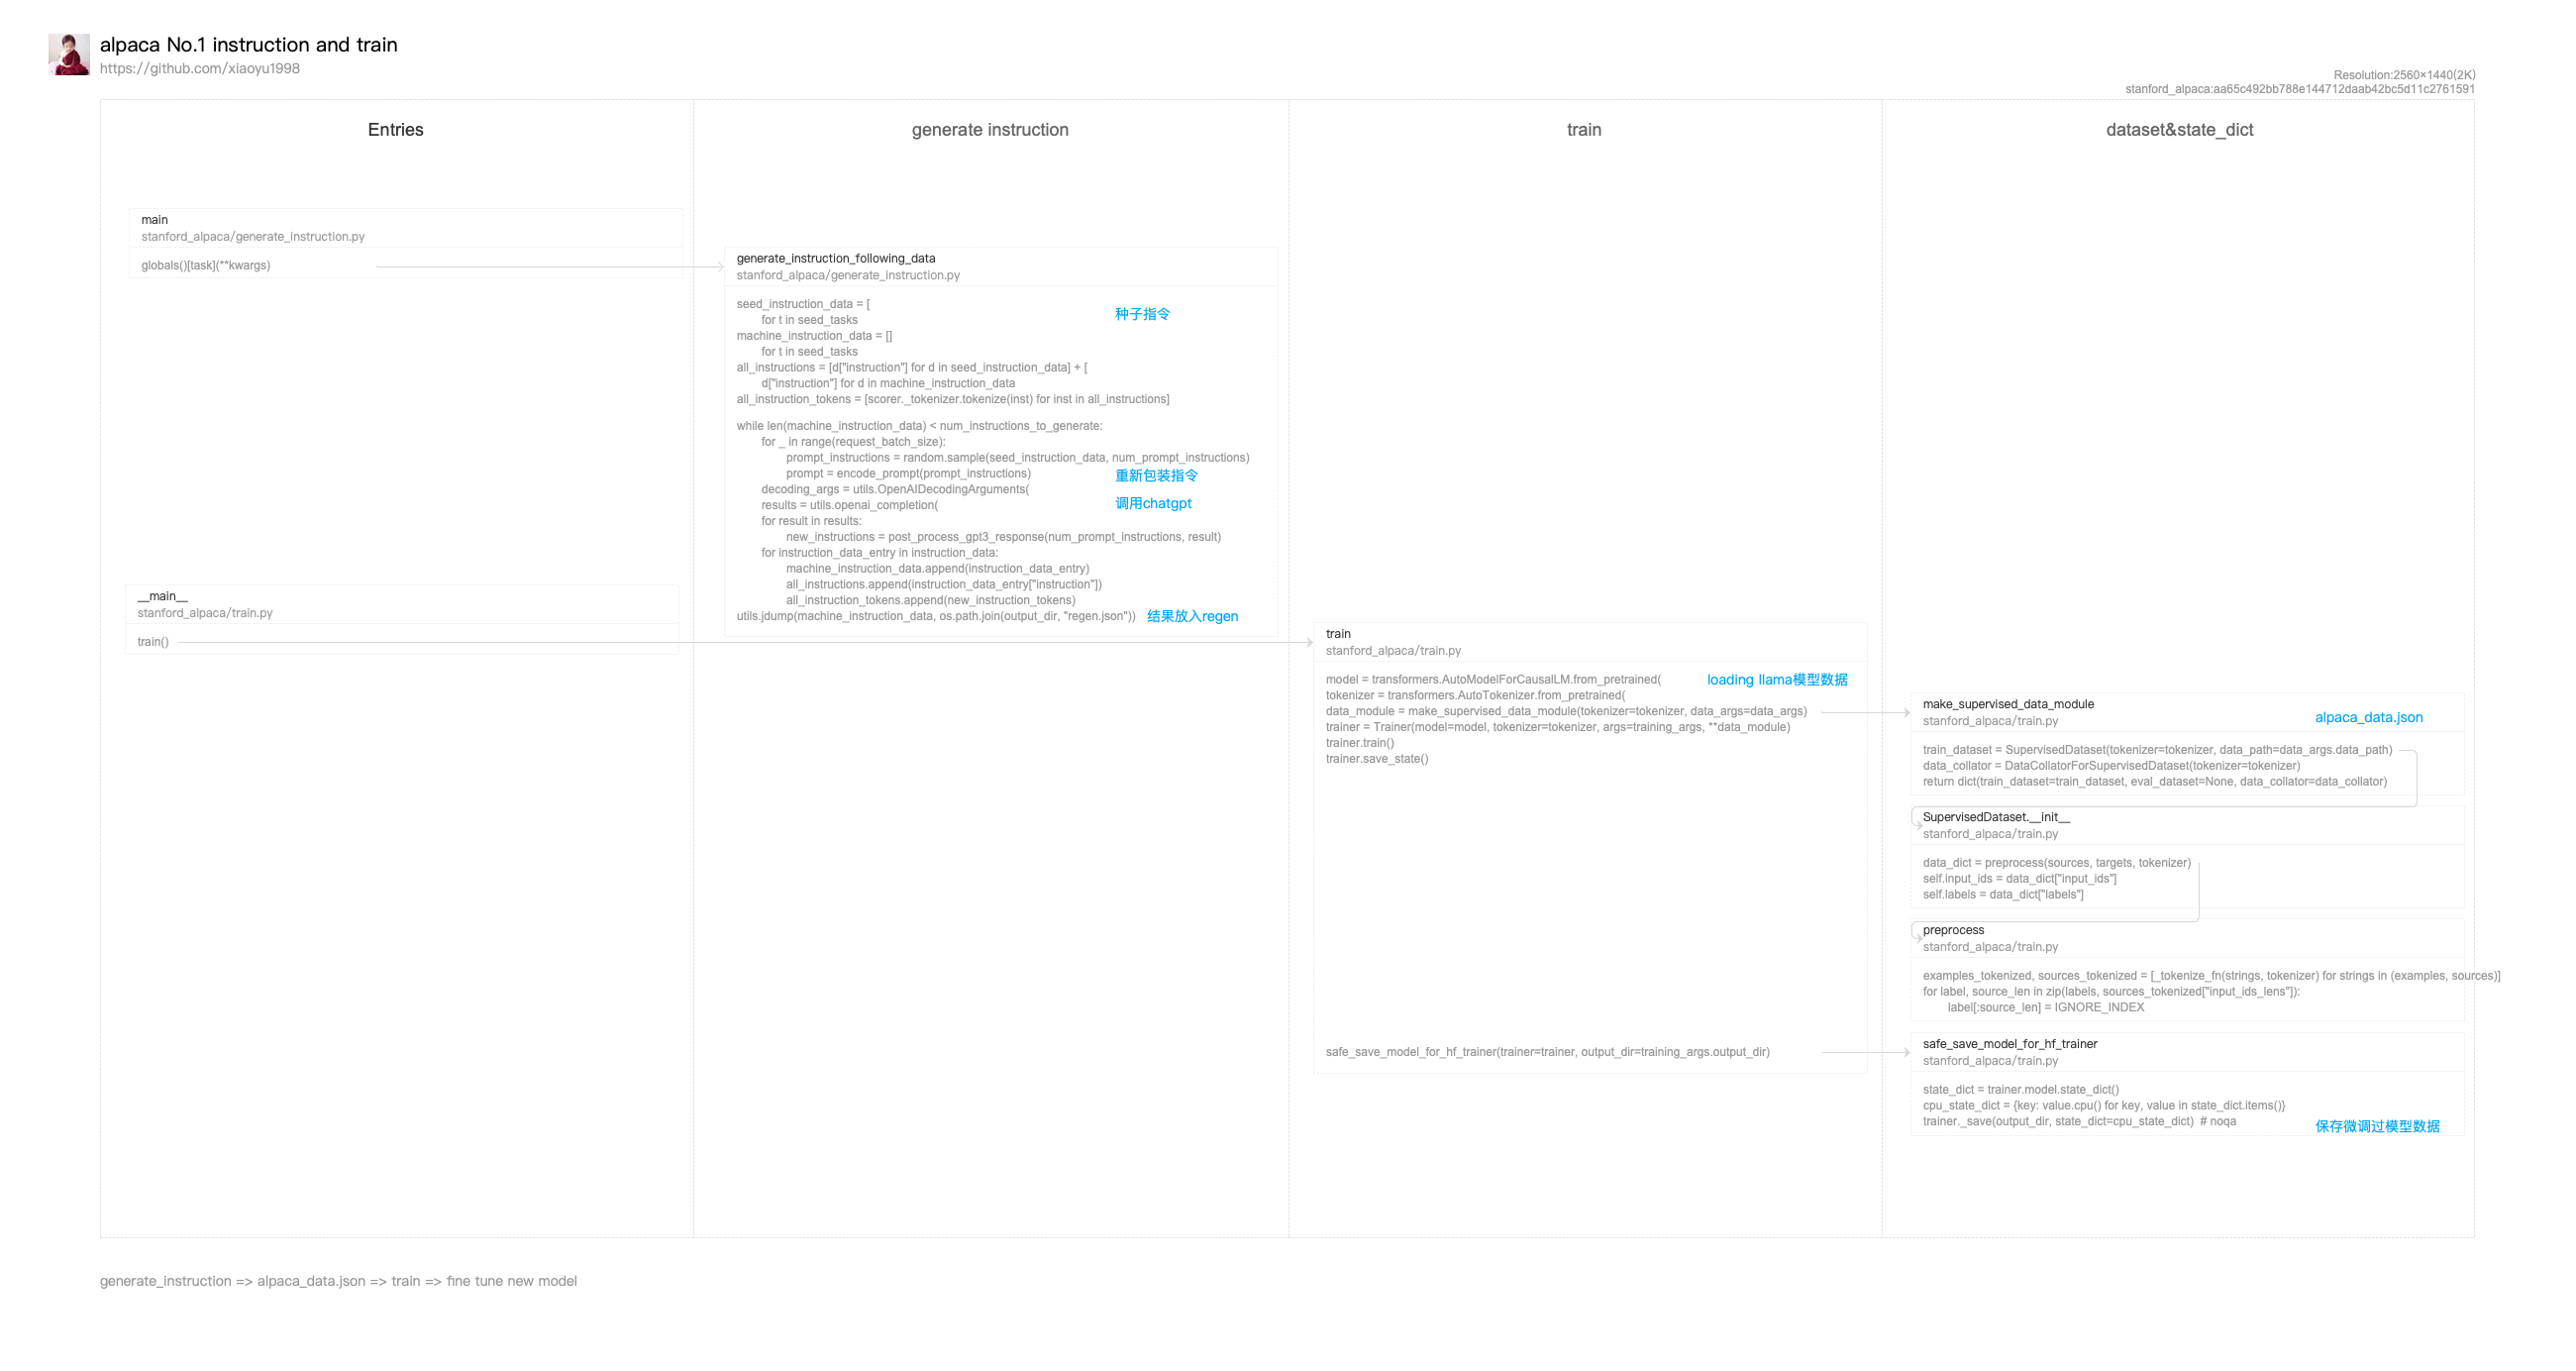 alpaca No.1 instruction and train
https://github.com/xiaoyu1998
Resolution:2560×1440(2K)
stanford_alpaca:aa65c492bb788e144712daab42bc5d11c2761591
Entries
generate instruction
train
dataset&state_dict
main
stanford_alpaca/generate_instruction.py
globals()[task](**kwargs)
generate_instruction_following_data
stanford_alpaca/generate_instruction.py
seed_instruction_data = [
for t in seed_tasks
种子指令
machine_instruction_data = []
for t in seed_tasks
all_instructions = [d["instruction"] for d in seed_instruction_data] + [
d["instruction"] for d in machine_instruction_data
all_instruction_tokens = [scorer._tokenizer.tokenize(inst) for inst in all_instructions]
while len(machine_instruction_data) < num_instructions_to_generate:
for _ in range(request_batch_size):
prompt_instructions = random.sample(seed_instruction_data, num_prompt_instructions)
prompt = encode_prompt(prompt_instructions)
重新包装指令
decoding_args = utils.OpenAIDecodingArguments(
results = utils.openai_completion(
调用chatgpt
for result in results:
new_instructions = post_process_gpt3_response(num_prompt_instructions, result)
for instruction_data_entry in instruction_data:
machine_instruction_data.append(instruction_data_entry)
all_instructions.append(instruction_data_entry["instruction"])
all_instruction_tokens.append(new_instruction_tokens)
utils.jdump(machine_instruction_data, os.path.join(output_dir, "regen.json"))
结果放入regen
__main__
stanford_alpaca/train.py
train()
train
stanford_alpaca/train.py
model = transformers.AutoModelForCausalLM.from_pretrained(
loading llama模型数据
tokenizer = transformers.AutoTokenizer.from_pretrained(
data_module = make_supervised_data_module(tokenizer=tokenizer, data_args=data_args)
trainer = Trainer(model=model, tokenizer=tokenizer, args=training_args, **data_module)
trainer.train()
trainer.save_state()
safe_save_model_for_hf_trainer(trainer=trainer, output_dir=training_args.output_dir)
make_supervised_data_module
stanford_alpaca/train.py
alpaca_data.json
train_dataset = SupervisedDataset(tokenizer=tokenizer, data_path=data_args.data_path)
data_collator = DataCollatorForSupervisedDataset(tokenizer=tokenizer)
return dict(train_dataset=train_dataset, eval_dataset=None, data_collator=data_collator)
SupervisedDataset.__init__
stanford_alpaca/train.py
data_dict = preprocess(sources, targets, tokenizer)
self.input_ids = data_dict["input_ids"]
self.labels = data_dict["labels"]
preprocess
stanford_alpaca/train.py
examples_tokenized, sources_tokenized = [_tokenize_fn(strings, tokenizer) for strings in (examples, sources)]
for label, source_len in zip(labels, sources_tokenized["input_ids_lens"]):
label[:source_len] = IGNORE_INDEX
safe_save_model_for_hf_trainer
stanford_alpaca/train.py
state_dict = trainer.model.state_dict()
cpu_state_dict = {key: value.cpu() for key, value in state_dict.items()}
trainer._save(output_dir, state_dict=cpu_state_dict)  # noqa
保存微调过模型数据
generate_instruction => alpaca_data.json => train => fine tune new model